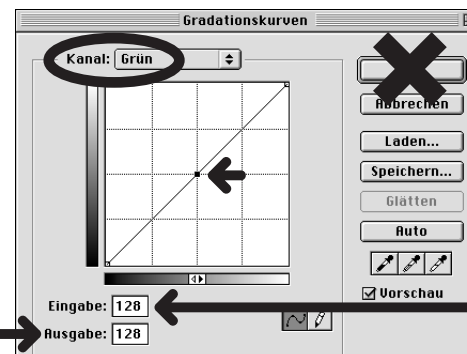 Gradationskurven
Kanal: Grün
Abbrechen
Laden...
Speichern...
Glätten
Auto
Vorschau
Eingabe: 128
Ausgabe: 128